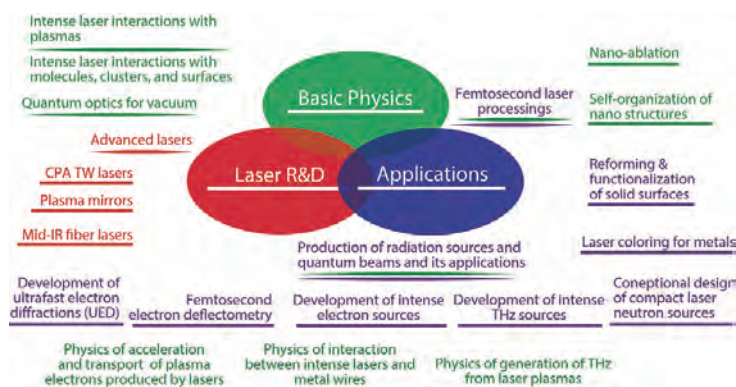 Intense laser interactions with
plasmas
Intense laser interactions with
molecules, clusters, and surfaces
Quantum optics for vacuum
Advanced lasers
CPA TW lasers
Plasma mirrors
Mid-IR fiber lasers
Basic Physics
Laser R&D
Applications
Femtosecond laser
processings
Nano-ablation
Self-organization of
nano structures
Reforming &
functionalization
of solid surfaces
Laser coloring for metals
Production of radiation sources and
quantum beams and its applications
Development of
ultrafast electron
diffractions (UED)
Femtosecond
electron deflectometry
Development of intense
electron sources
Development of intense
THz sources
Coneptional design
of compact laser
neutron sources
Physics of acceleration
and transport of plasma
electrons produced by lasers
Physics of interaction
between intense lasers and
metal wires
Physics of generation of THz
from laser plasmas